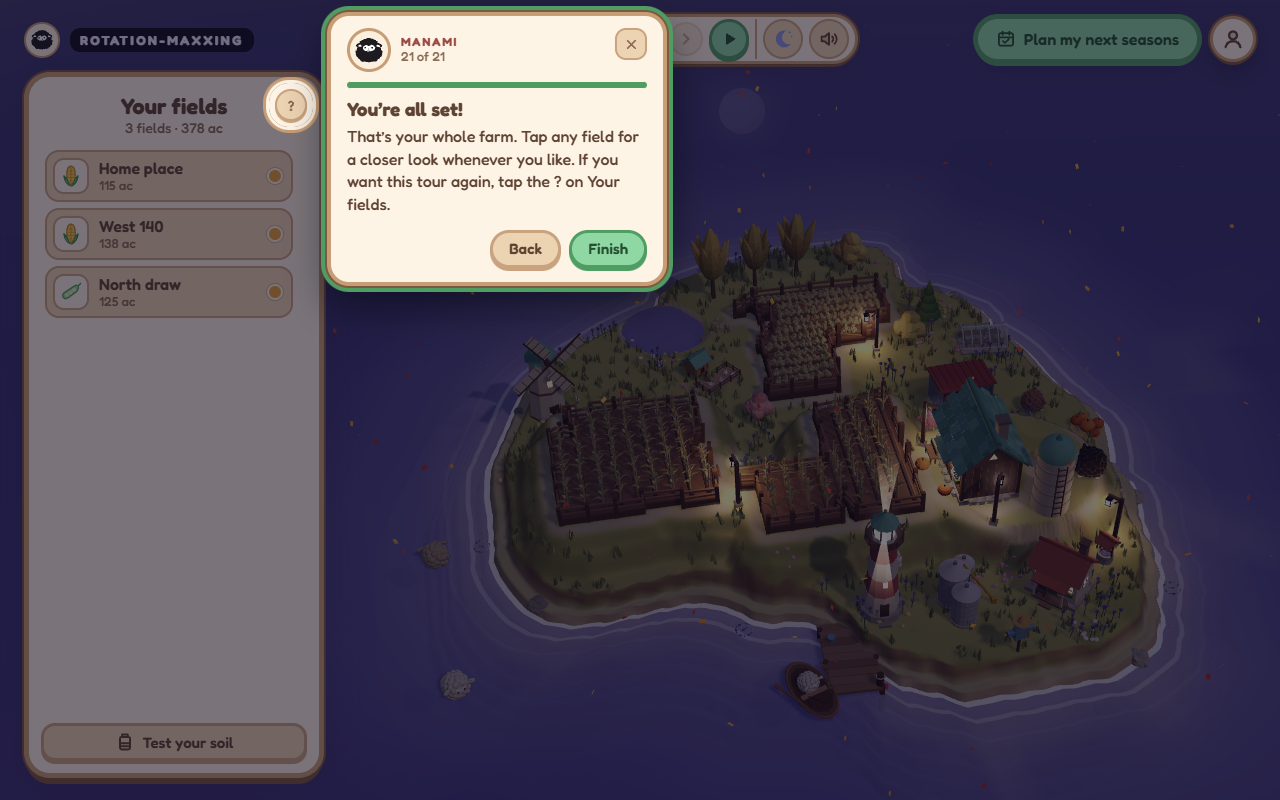 ROTATION-MAXXING
MANAMI
21 of 21
You're all set!
That's your whole farm. Tap any field for
a closer look whenever you like. If you
want this tour again, tap the ? on Your
fields.
Back
Finish
Plan my next seasons
Your fields
?
3 fields · 378 ac
Home place
115 ac
West 140
138 ac
North draw
125 ac
Test your soil